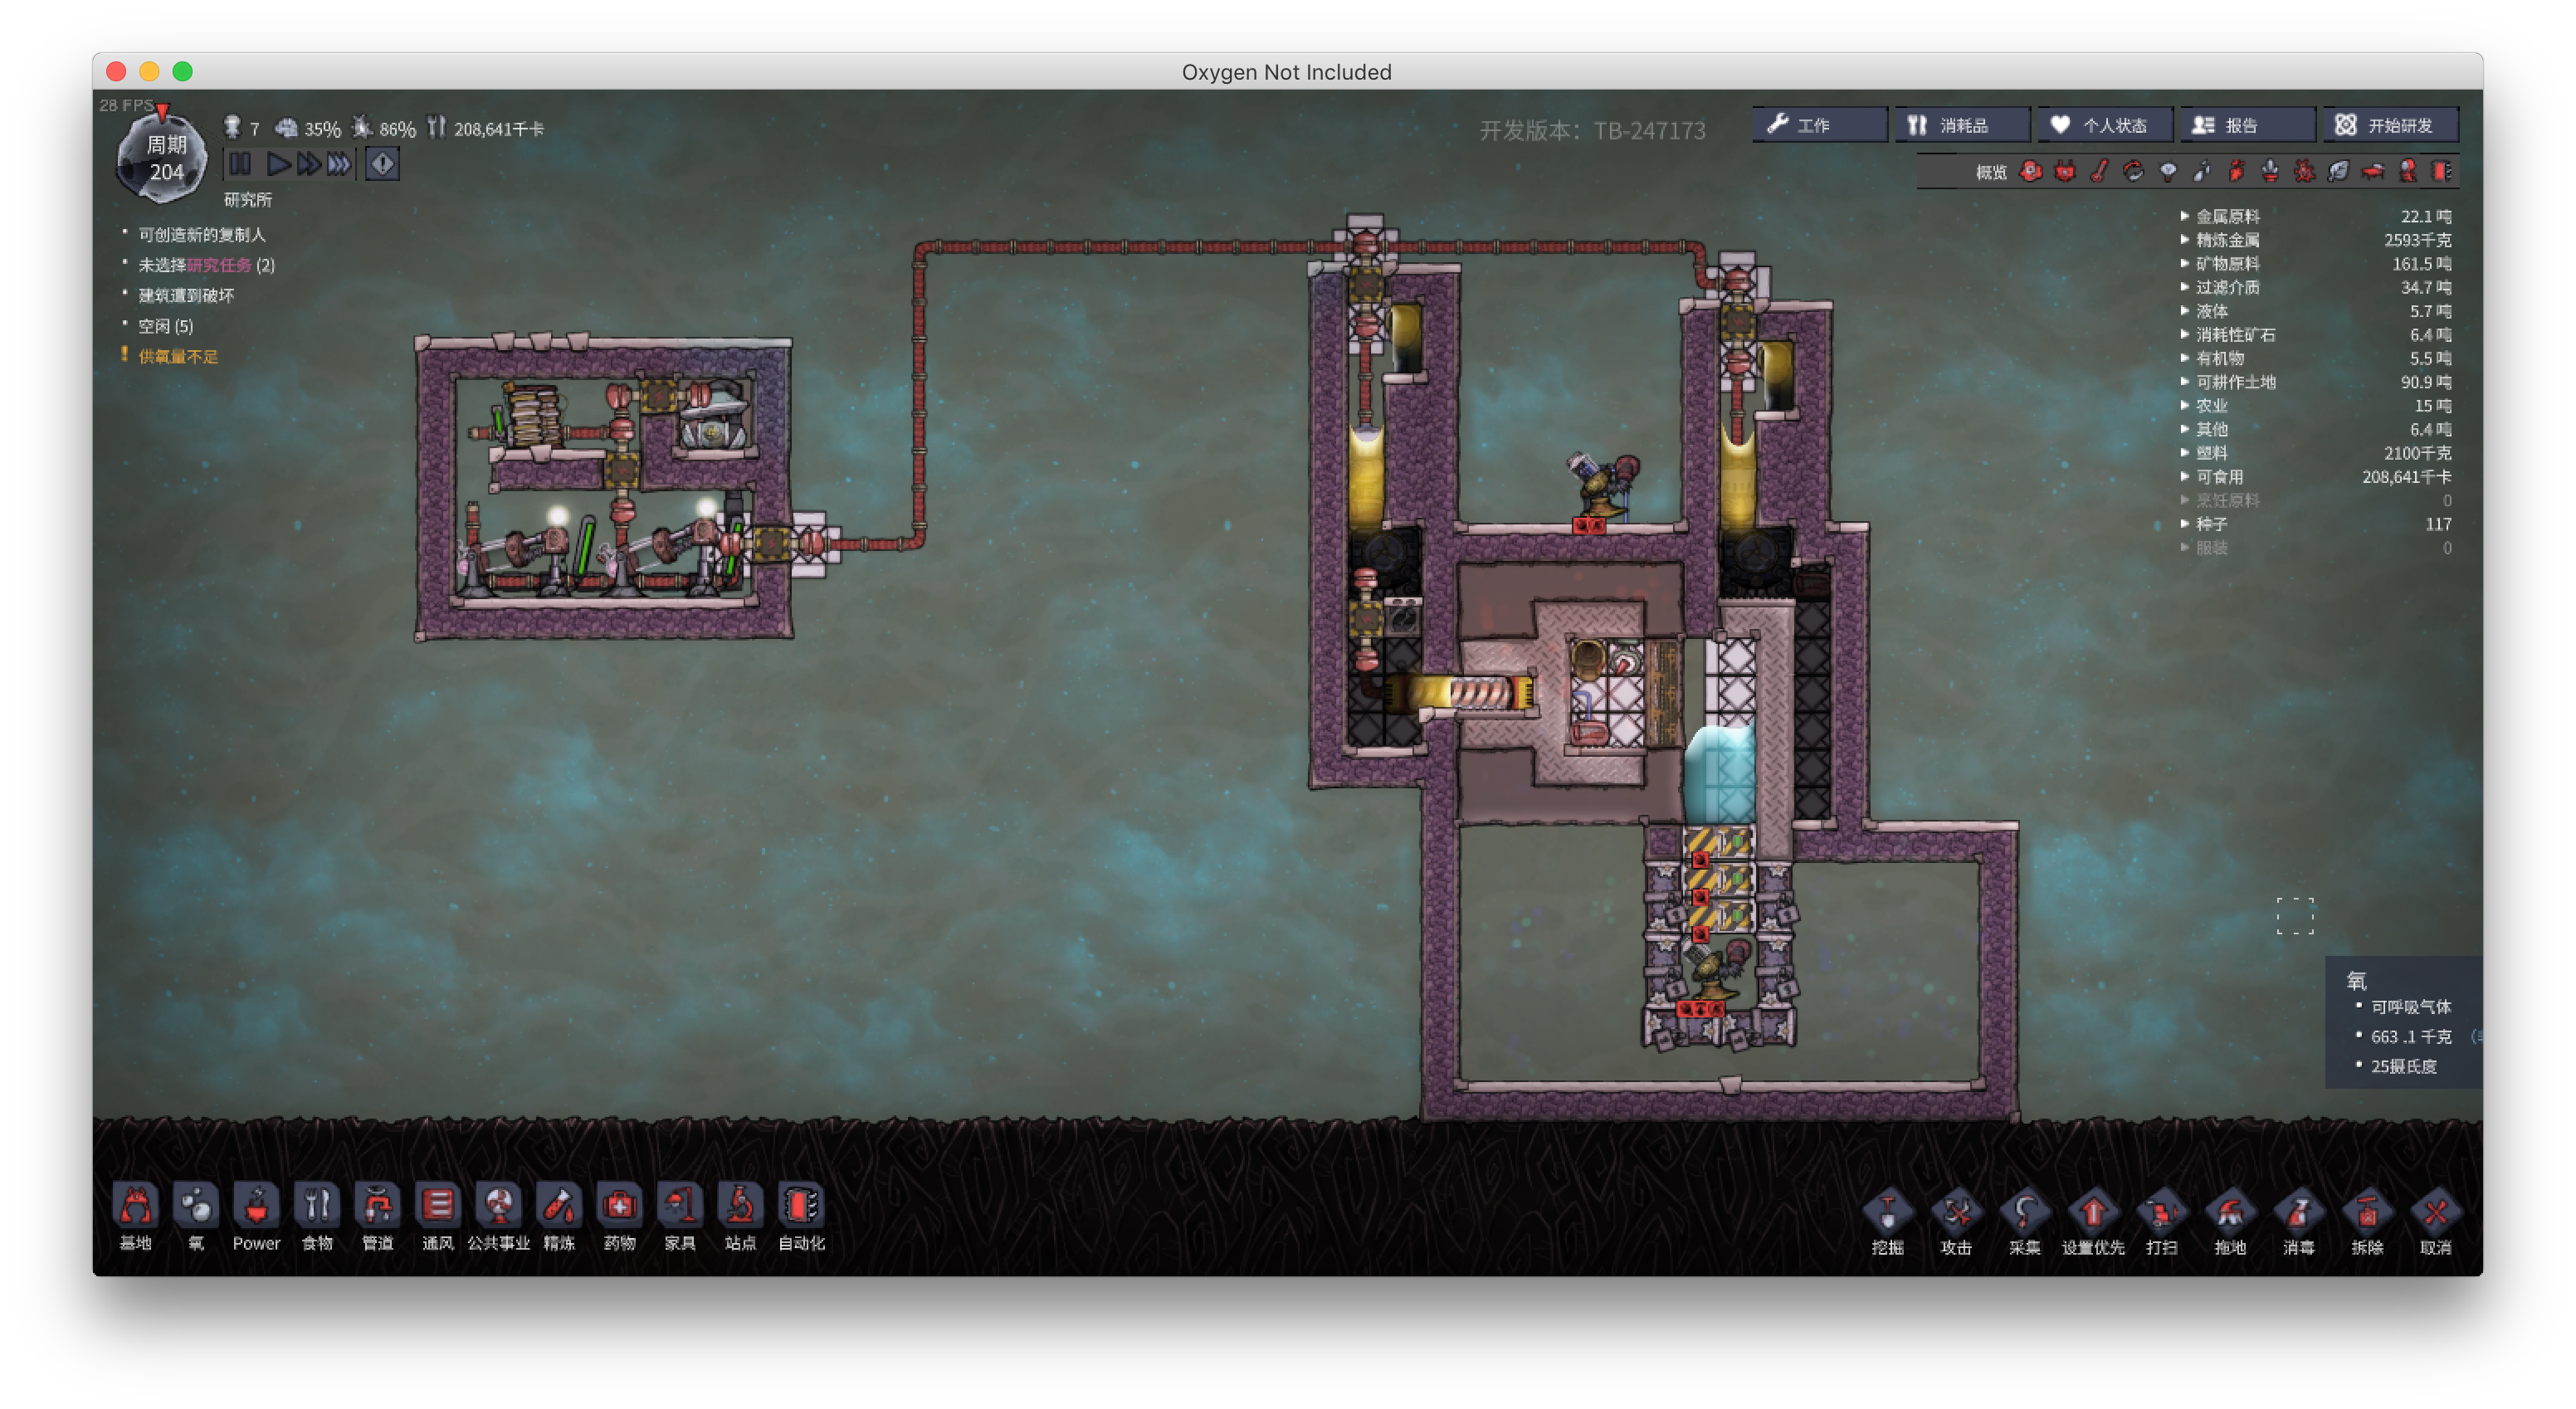 Oxygen Not Included
28 FPS
周期
204
7 35% 86% 208,641千卡
研究所
可创造新的复制人
未选择研究任务 (2)
建筑遭到破坏
空闲 (5)
供氧量不足
开发版本：TB-247173
工作 消耗品 个人状态 报告 开始研发
概览
金属原料 22.1 吨
精炼金属 2593千克
矿物原料 161.5 吨
过滤介质 34.7 吨
液体 5.7 吨
消耗性矿石 6.4 吨
有机物 5.5 吨
可耕作土地 90.9 吨
农业 15 吨
其他 6.4 吨
塑料 2100千克
可食用 208,641千卡
烹饪原料 0
种子 117
服装 0
氧
可呼吸气体
663 .1 千克
25摄氏度
基地 氧 Power 食物 管道 通风 公共事业 精炼 药物 家具 站点 自动化
挖掘 攻击 采集 设置优先 打扫 拖地 消毒 拆除 取消